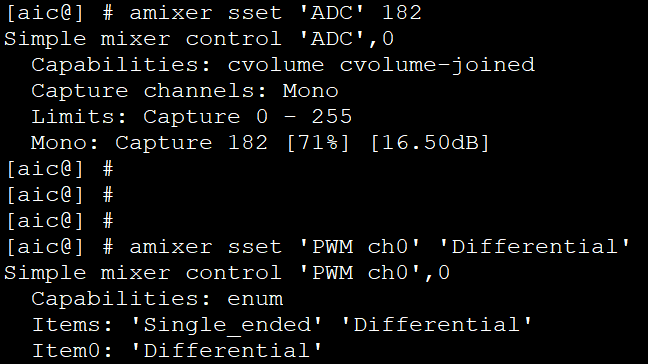 [aic@] # amixer sset 'ADC' 182
Simple mixer control 'ADC',0
  Capabilities: cvolume cvolume-joined
  Capture channels: Mono
  Limits: Capture 0 - 255
  Mono: Capture 182 [71%] [16.50dB]
[aic@] #
[aic@] #
[aic@] #
[aic@] # amixer sset 'PWM ch0' 'Differential'
Simple mixer control 'PWM ch0',0
  Capabilities: enum
  Items: 'Single_ended' 'Differential'
  Item0: 'Differential'